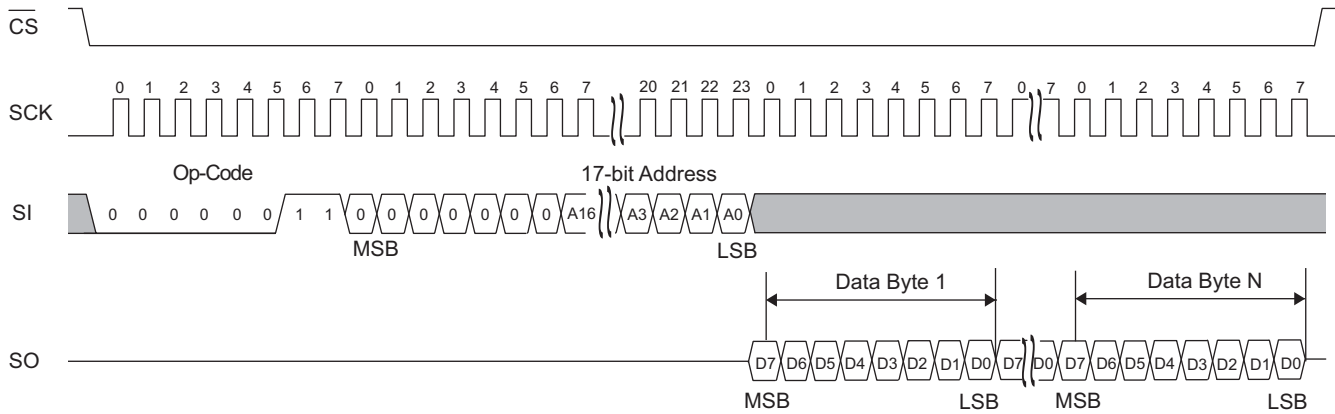 CS
0 1 2 3 4 5 6 7 0 1 2 3 4 5 6 7 20 21 22 23 0 1 2 3 4 5 6 7 0 7 0 1 2 3 4 5 6 7
SCK
Op-Code 17-bit Address
SI 0 0 0 0 0 0 1 1 0 0 0 0 0 0 0 A16 A3 A2 A1 A0
MSB LSB
Data Byte 1 Data Byte N
SO D7 D6 D5 D4 D3 D2 D1 D0 D7 D0 D7 D6 D5 D4 D3 D2 D1 D0
MSB LSB MSB LSB